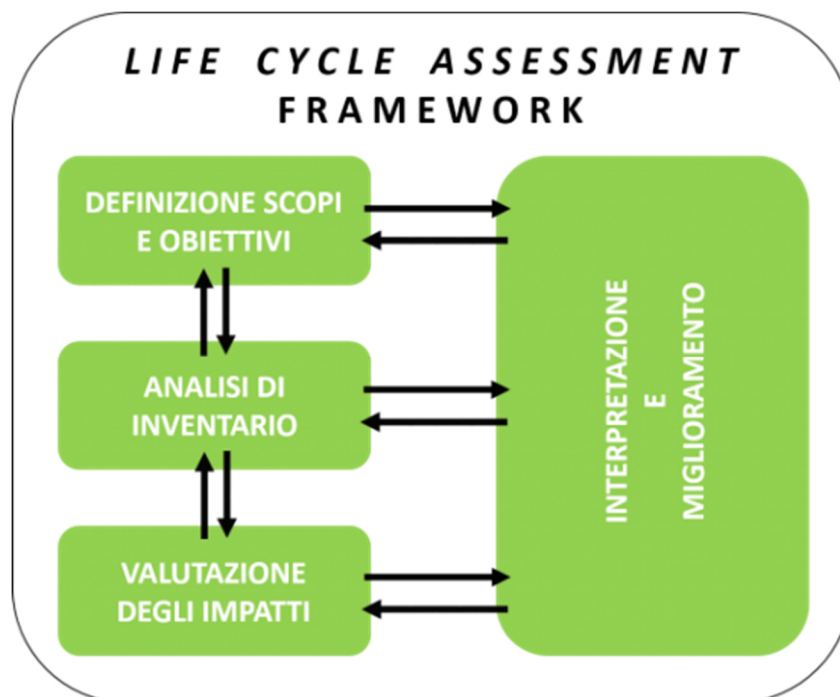 LIFE CYCLE ASSESSMENT
FRAMEWORK
DEFINIZIONE SCOPI
E OBIETTIVI
ANALISI DI
INVENTARIO
VALUTAZIONE
DEGLI IMPATTI
INTERPRETAZIONE
E
MIGLIORAMENTO